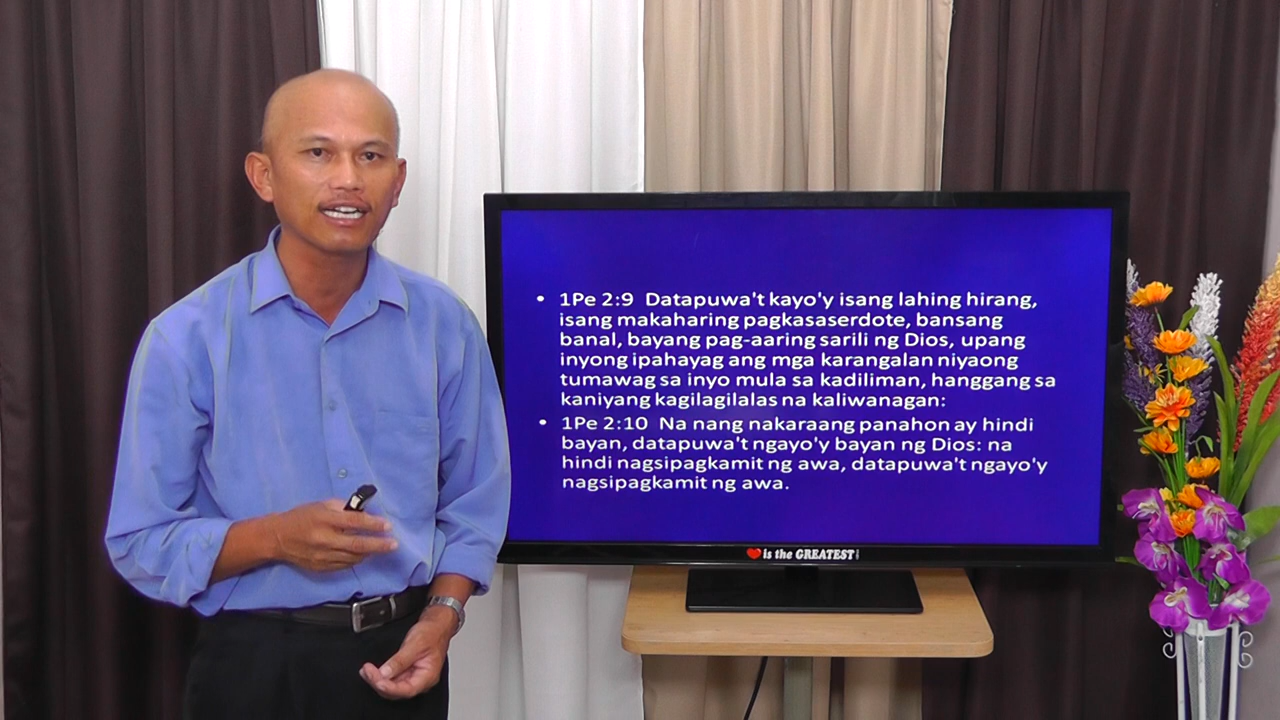 • 1Pe 2:9 Datapuwa't kayo'y isang lahing hirang,
isang makaharing pagkasaserdote, bansang
banal, bayang pag-aaring sarili ng Dios, upang
inyong ipahayag ang mga karangalan niyaong
tumawag sa inyo mula sa kadiliman, hanggang sa
kaniyang kagilagilalas na kaliwanagan:
• 1Pe 2:10 Na nang nakaraang panahon ay hindi
bayan, datapuwa't ngayo'y bayan ng Dios: na
hindi nagsipagkamit ng awa, datapuwa't ngayo'y
nagsipagkamit ng awa.
❤is the GREATEST!